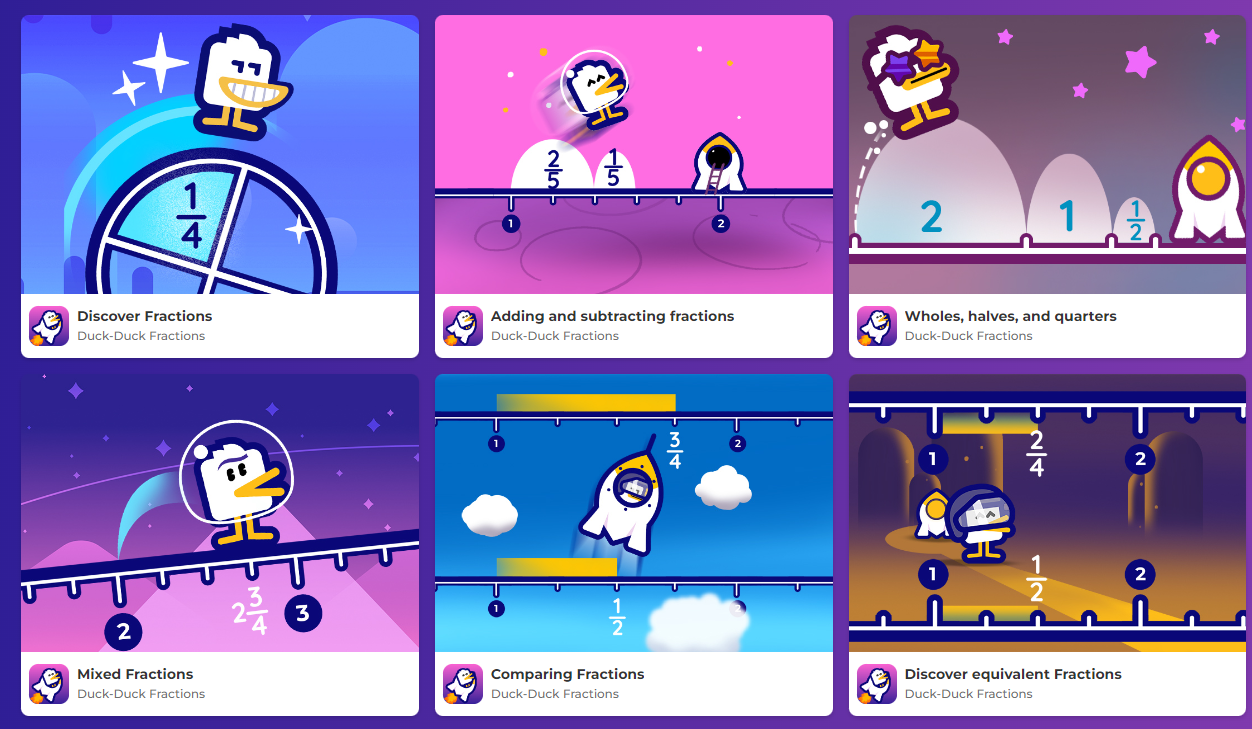 1
4
2
5
1
5
1
2
2
1
1
2
Discover Fractions
Duck-Duck Fractions
Adding and subtracting fractions
Duck-Duck Fractions
Wholes, halves, and quarters
Duck-Duck Fractions
2
2 3
4
3
1
3
4
2
1
1
2
2
1
2
4
2
1
1
2
2
Mixed Fractions
Duck-Duck Fractions
Comparing Fractions
Duck-Duck Fractions
Discover equivalent Fractions
Duck-Duck Fractions